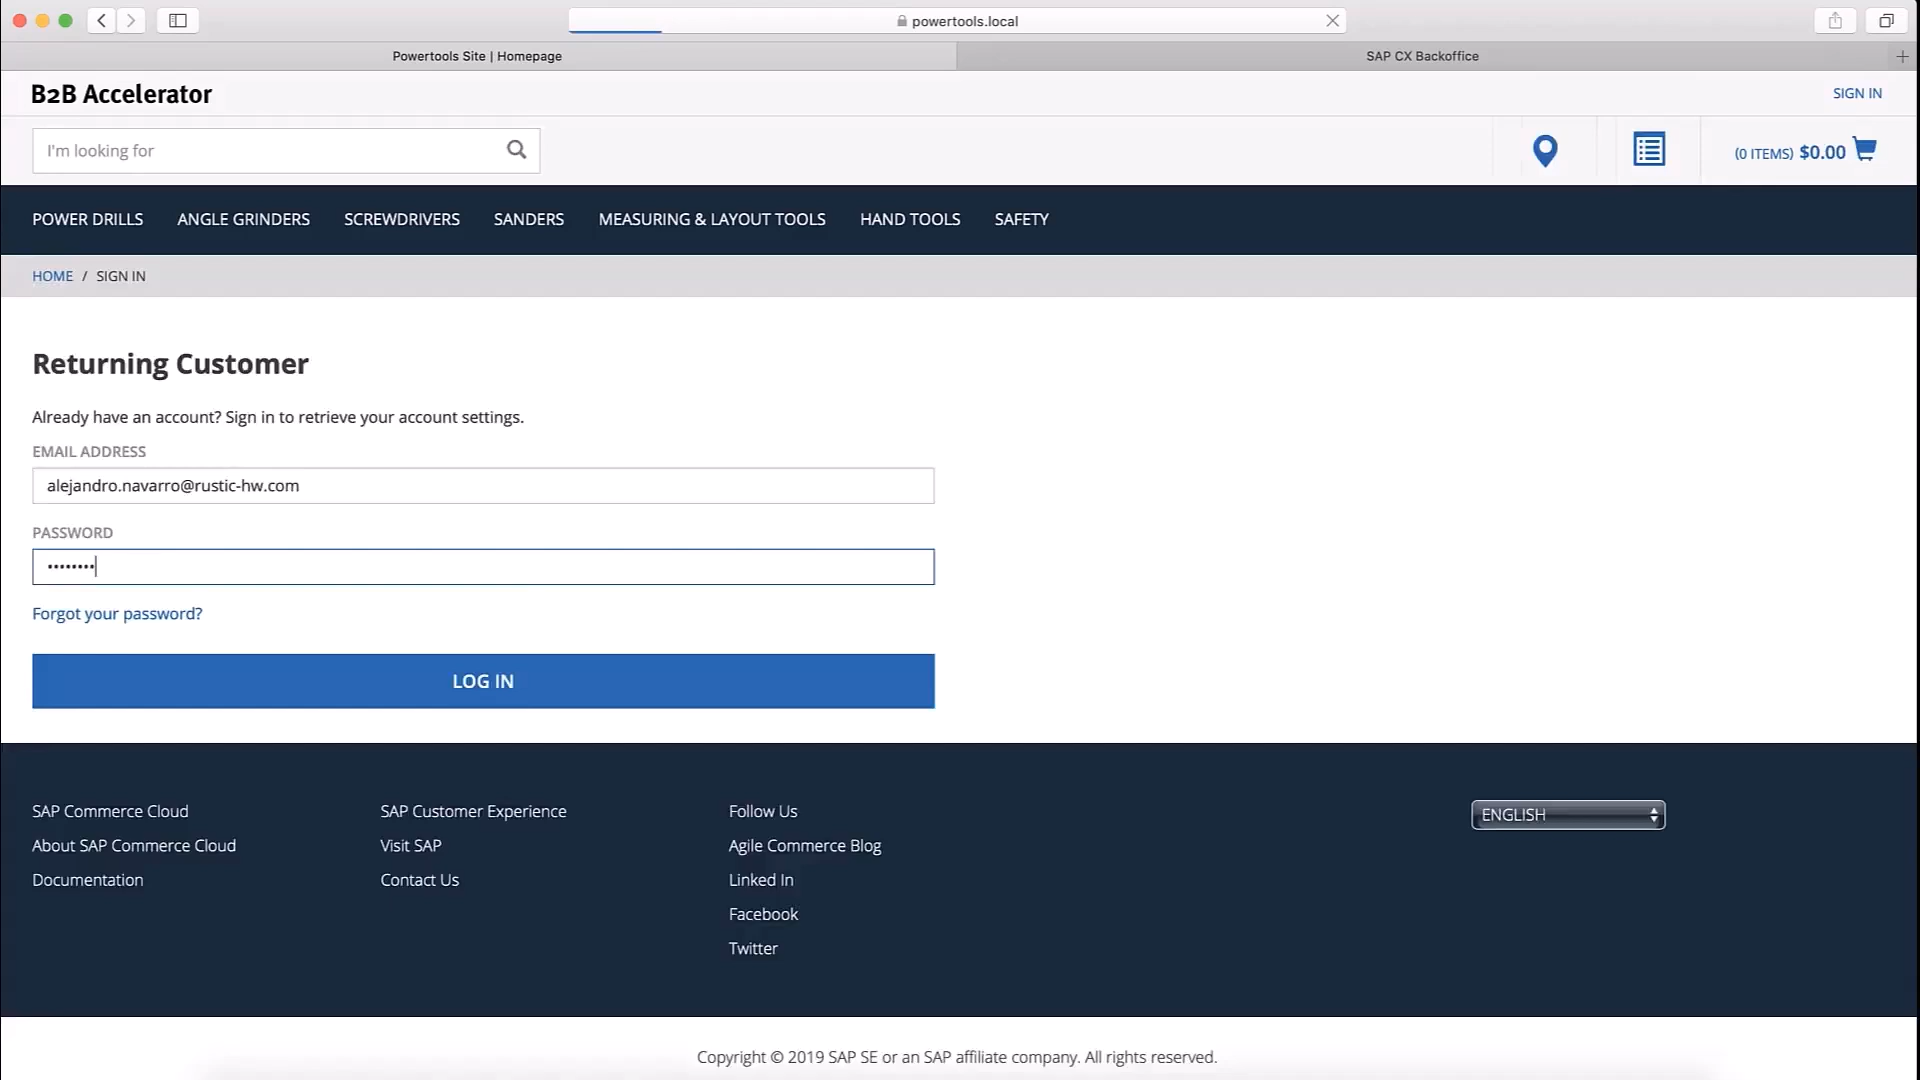 powertools.local
Powertools Site | Homepage
SAP CX Backoffice
B2B Accelerator
SIGN IN
I'm looking for
(0 ITEMS) $0.00
POWER DRILLS
ANGLE GRINDERS
SCREWDRIVERS
SANDERS
MEASURING & LAYOUT TOOLS
HAND TOOLS
SAFETY
HOME / SIGN IN
Returning Customer
Already have an account? Sign in to retrieve your account settings.
EMAIL ADDRESS
alejandro.navarro@rustic-hw.com
PASSWORD
••••••••
Forgot your password?
LOG IN
SAP Commerce Cloud
About SAP Commerce Cloud
Documentation
SAP Customer Experience
Visit SAP
Contact Us
Follow Us
Agile Commerce Blog
Linked In
Facebook
Twitter
ENGLISH
Copyright © 2019 SAP SE or an SAP affiliate company. All rights reserved.